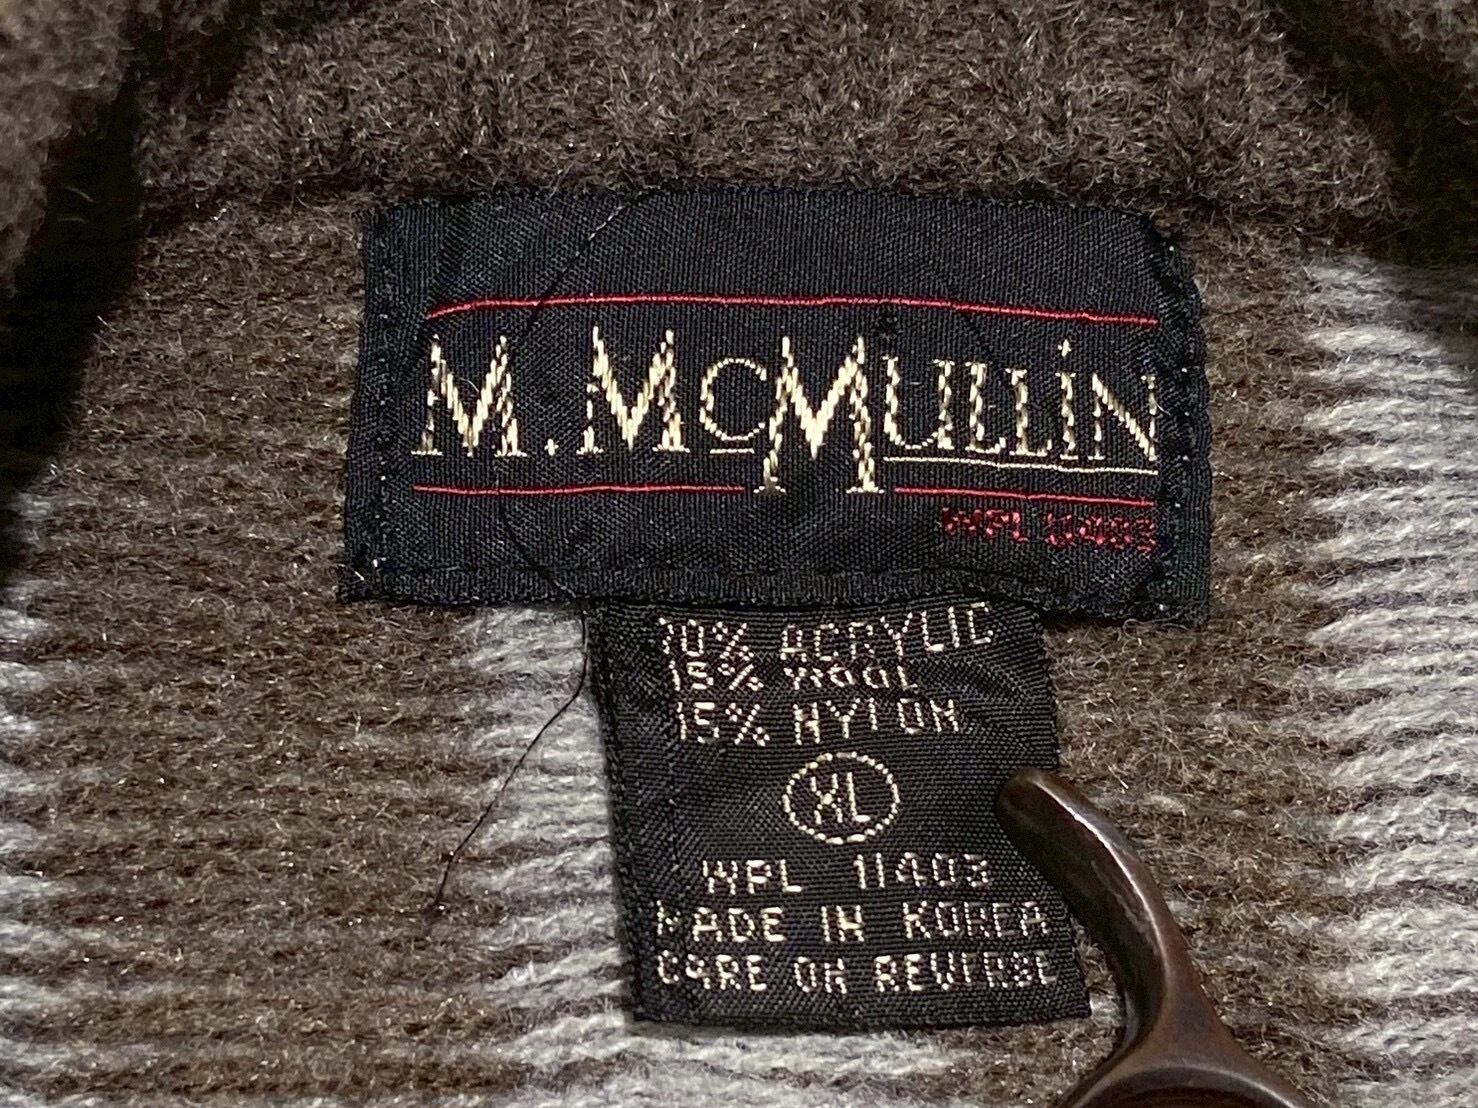 M. McMULLiN
WPL 11403
70% ACRYLIC
15% WOOL
15% NYLON
XL
WPL 11403
MADE IN KOREA
CARE ON REVERSE